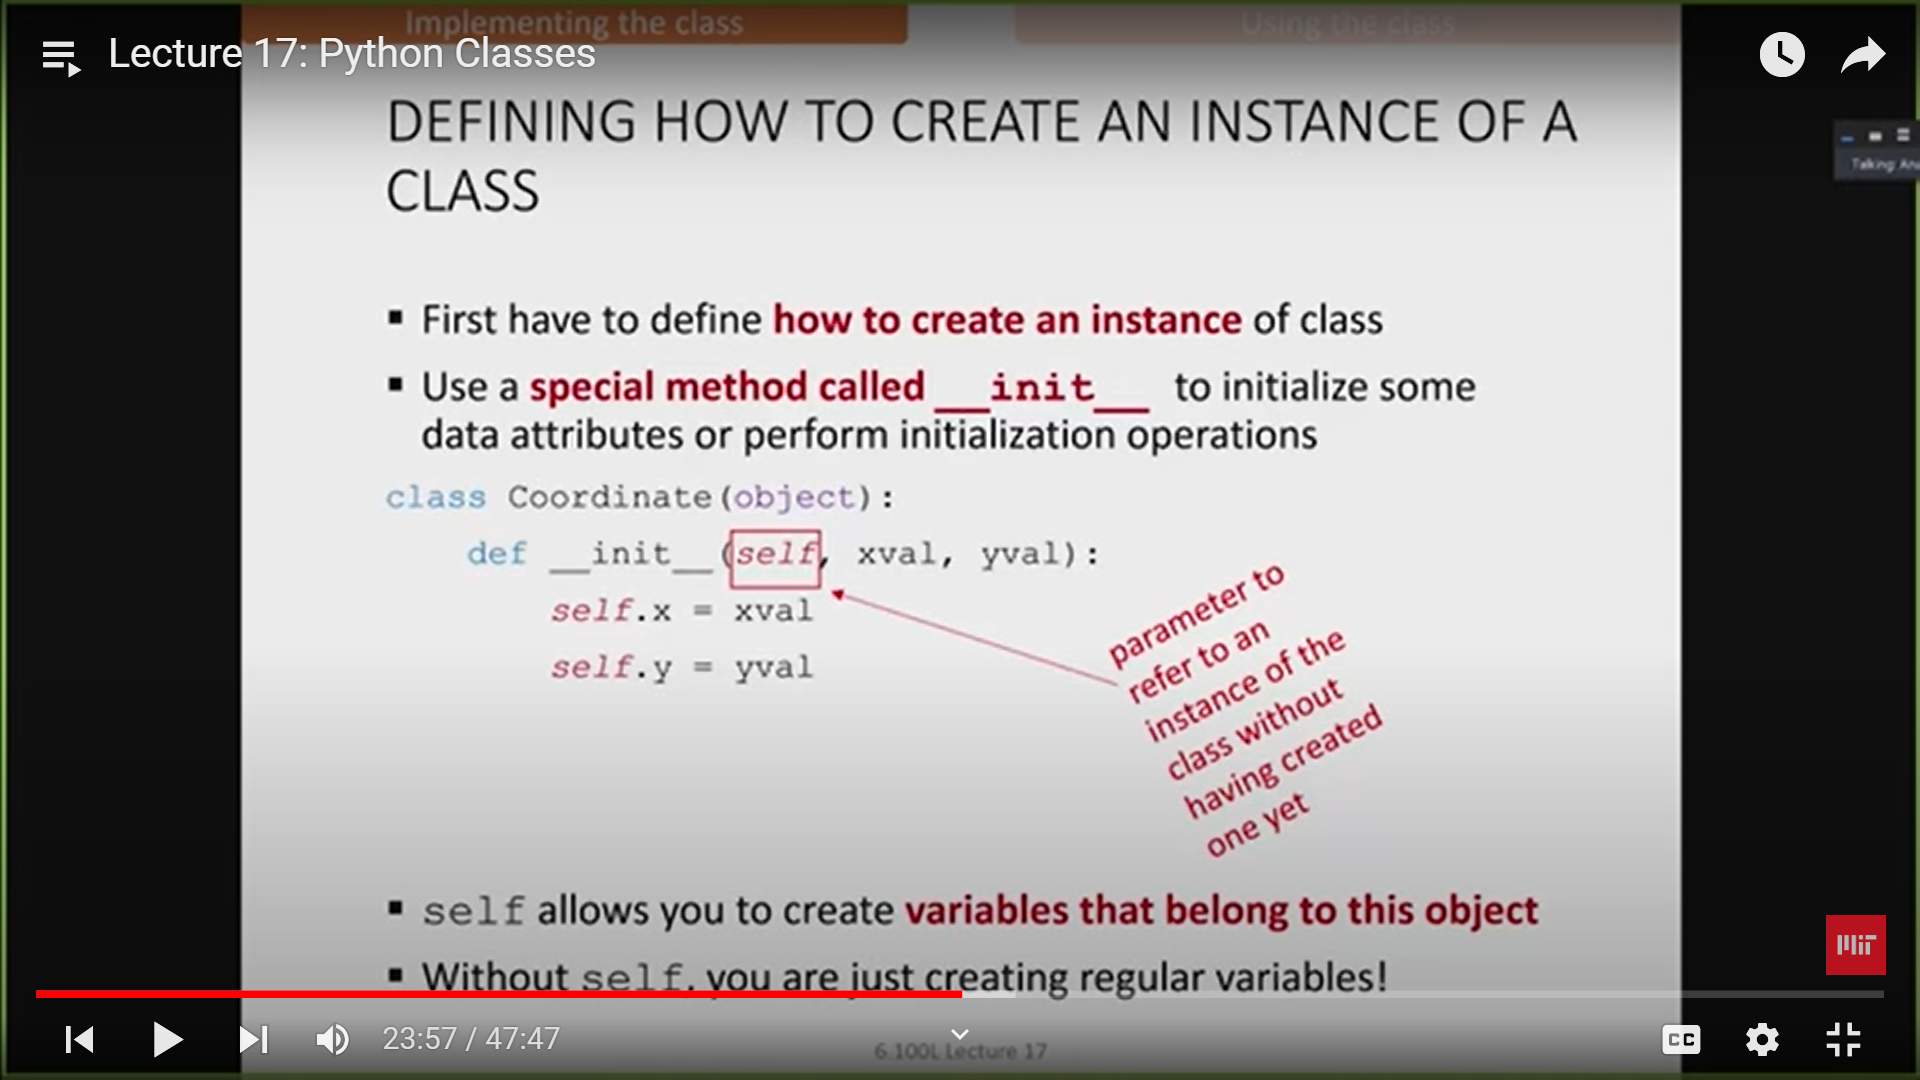 Implementing the class
Using the class
Lecture 17: Python Classes
DEFINING HOW TO CREATE AN INSTANCE OF A
CLASS
Talking:
▪ First have to define how to create an instance of class
▪ Use a special method called __init__ to initialize some
data attributes or perform initialization operations
class Coordinate(object):
def __init__(self, xval, yval):
self.x = xval
self.y = yval
parameter to
refer to an
instance of the
class without
having created
one yet
▪ self allows you to create variables that belong to this object
▪ Without self, you are just creating regular variables!
MIT
23:57 / 47:47
6.100L Lecture 17
CC